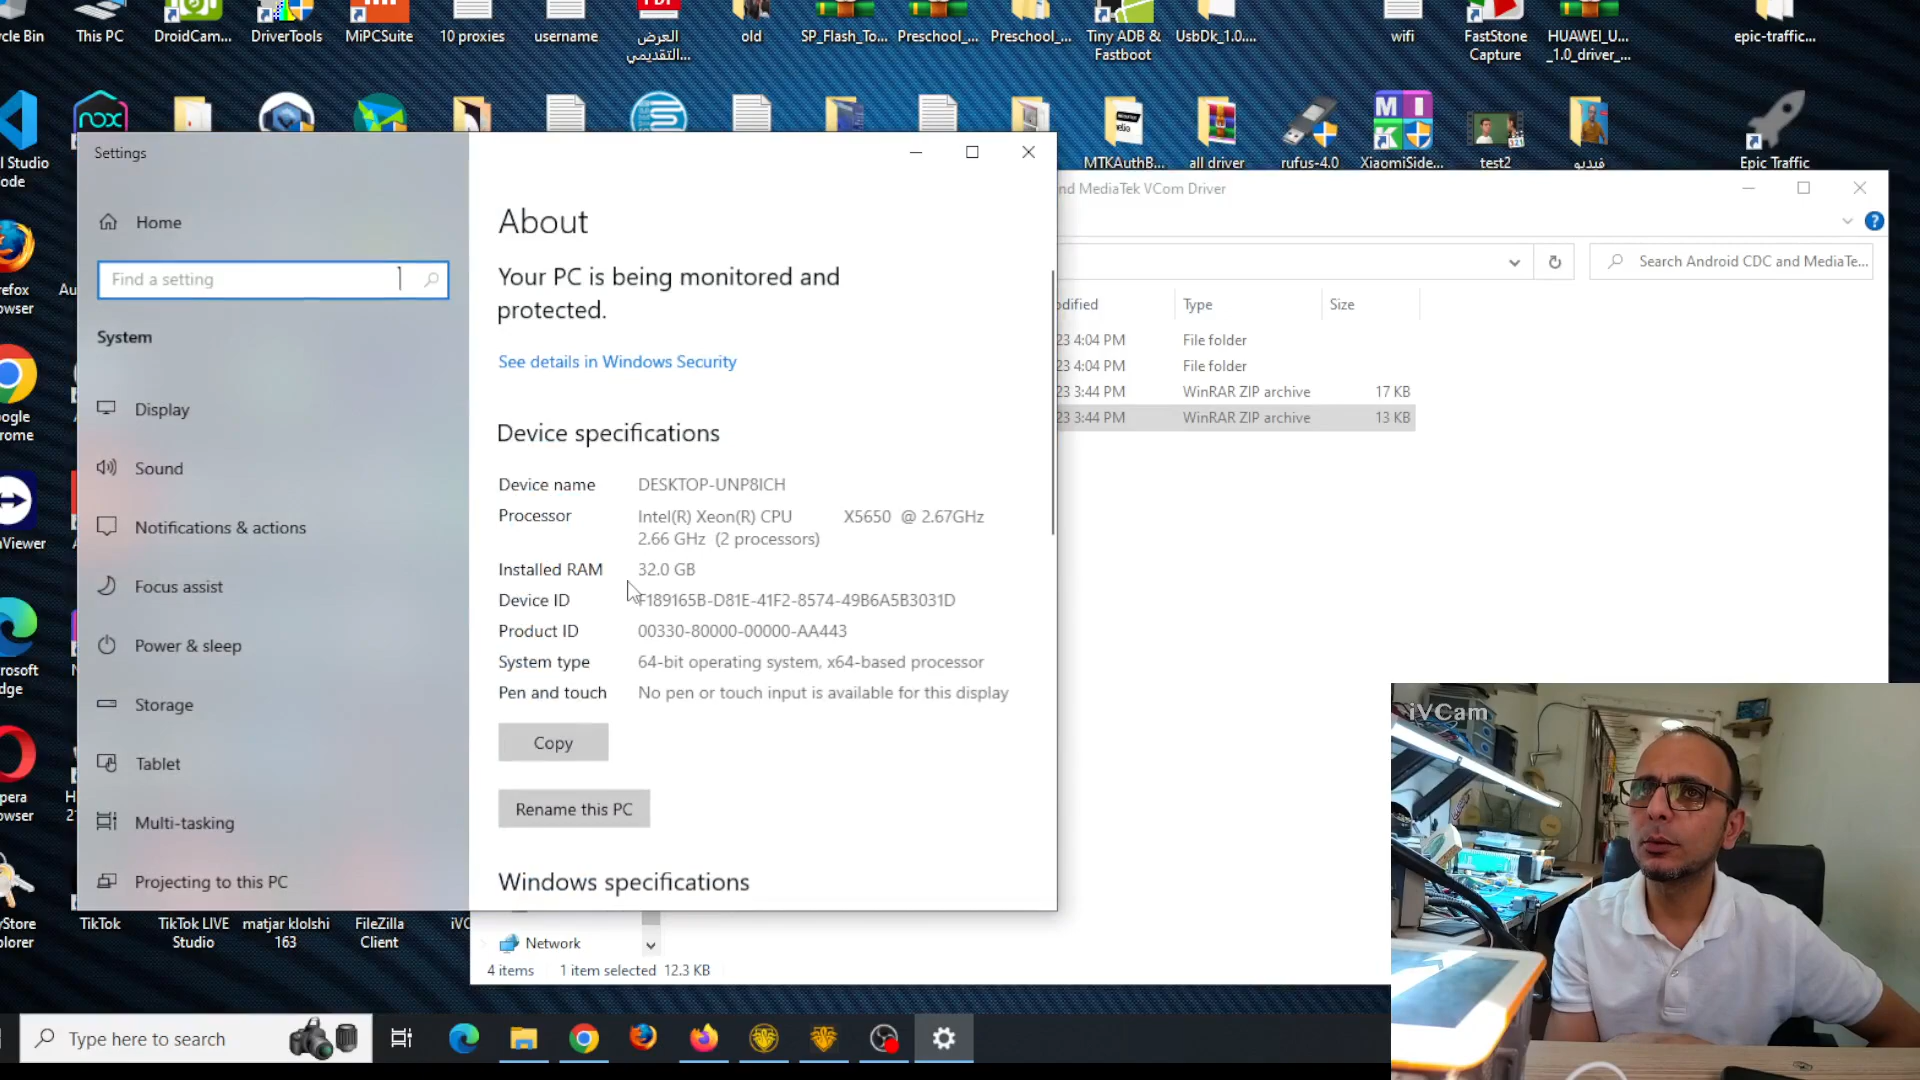 cle Bin
This PC
DroidCam...
DriverTools
MiPCSuite
10 proxies
username
العرض
التقديمي...
old
SP_Flash_To...
Preschool_...
Preschool_...
Tiny ADB &
Fastboot
UsbDk_1.0....
wifi
FastStone
Capture
HUAWEI_U...
_1.0_driver_...
epic-traffic...
nox
MI
l Studio
ode
MTKAuthB...
all driver
rufus-4.0
XiaomiSide...
test2
فيديو
Epic Traffic
Settings
nd MediaTek VCom Driver
Home
Find a setting
System
Display
Sound
Notifications & actions
Focus assist
Power & sleep
Storage
Tablet
Multi-tasking
Projecting to this PC
About
Your PC is being monitored and
protected.
See details in Windows Security
Device specifications
Device name DESKTOP-UNP8ICH
Processor Intel(R) Xeon(R) CPU X5650 @ 2.67GHz
2.66 GHz (2 processors)
Installed RAM 32.0 GB
Device ID F189165B-D81E-41F2-8574-49B6A5B3031D
Product ID 00330-80000-00000-AA443
System type 64-bit operating system, x64-based processor
Pen and touch No pen or touch input is available for this display
Copy
Rename this PC
Windows specifications
Search Android CDC and MediaTe...
odified Type Size
23 4:04 PM File folder
23 4:04 PM File folder
23 3:44 PM WinRAR ZIP archive 17 KB
23 3:44 PM WinRAR ZIP archive 13 KB
refox
owser
Au
ogle
rome
mViewer
rosoft
dge
pera
wser
H
21
yStore
plorer
TikTok
TikTok LIVE
Studio
matjar klolshi
163
FileZilla
Client
iVC
Network
4 items 1 item selected 12.3 KB
iVCam
Type here to search